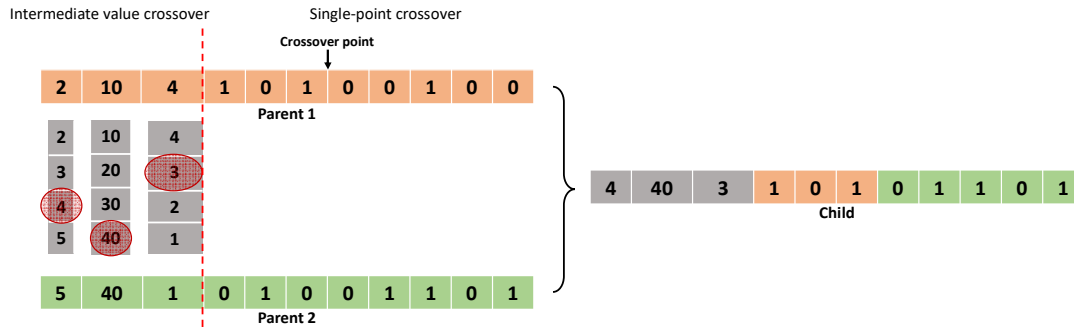 Intermediate value crossover Single-point crossover
Crossover point
2 10 4 1 0 1 0 0 1 0 0
Parent 1
2 10 4
3 20 3
4 30 2
5 40 1
4 40 3 1 0 1 0 1 1 0 1
Child
5 40 1 0 1 0 0 1 1 0 1
Parent 2